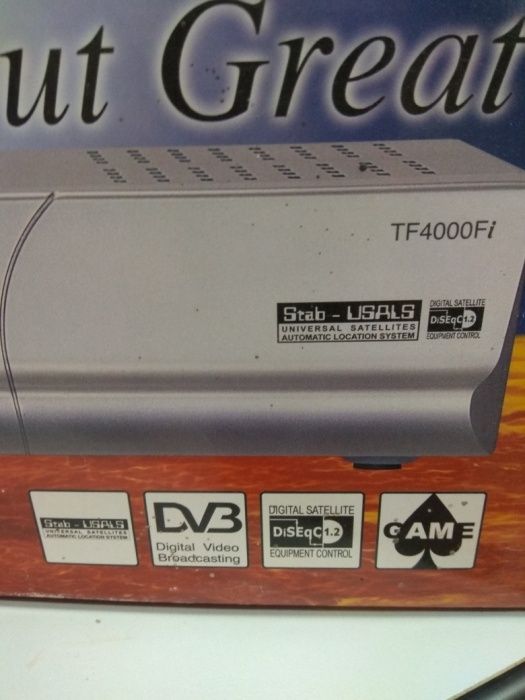 ut Great
TF4000Fi
Stab - USALS
UNIVERSAL SATELLITES
AUTOMATIC LOCATION SYSTEM
DIGITAL SATELLITE
DiSEqC 1.2
EQUIPMENT CONTROL
Stab - USALS
UNIVERSAL SATELLITES
AUTOMATIC LOCATION SYSTEM
DVB
Digital Video
Broadcasting
DIGITAL SATELLITE
DiSEqC 1.2
EQUIPMENT CONTROL
GAME